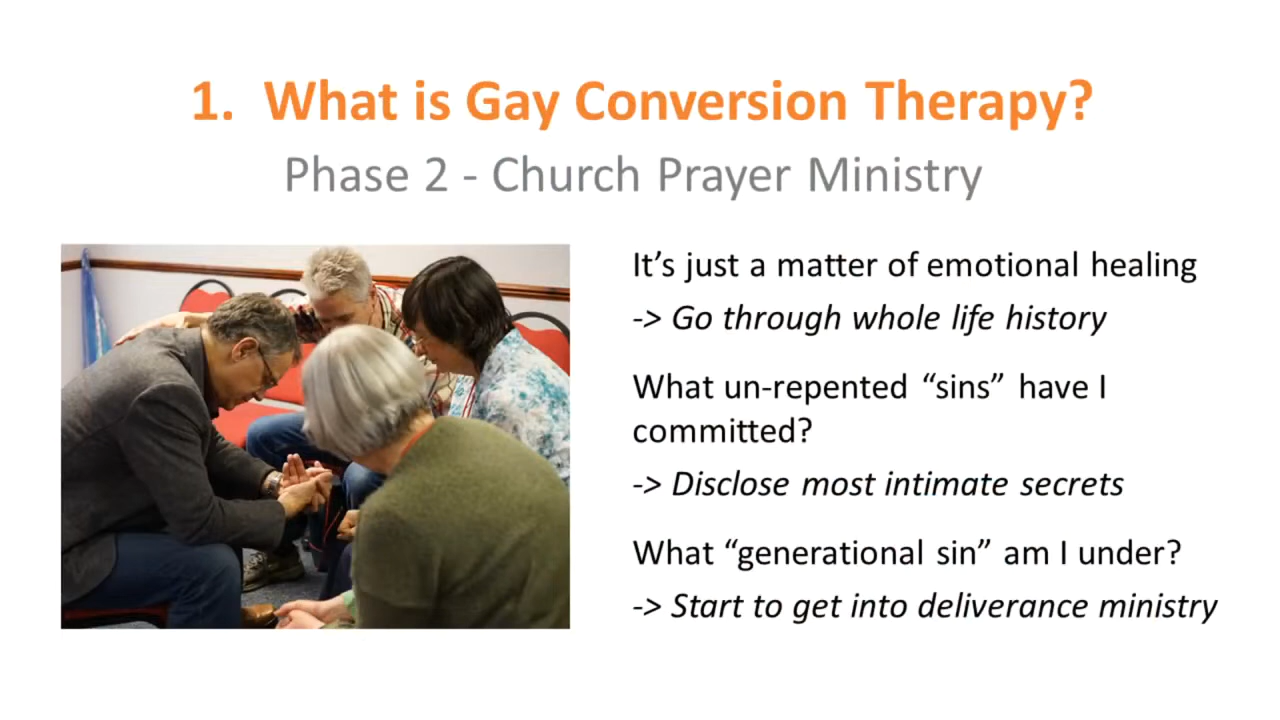 1. What is Gay Conversion Therapy?
Phase 2 - Church Prayer Ministry
It’s just a matter of emotional healing
-> Go through whole life history
What un-repented “sins” have I
committed?
-> Disclose most intimate secrets
What “generational sin” am I under?
-> Start to get into deliverance ministry